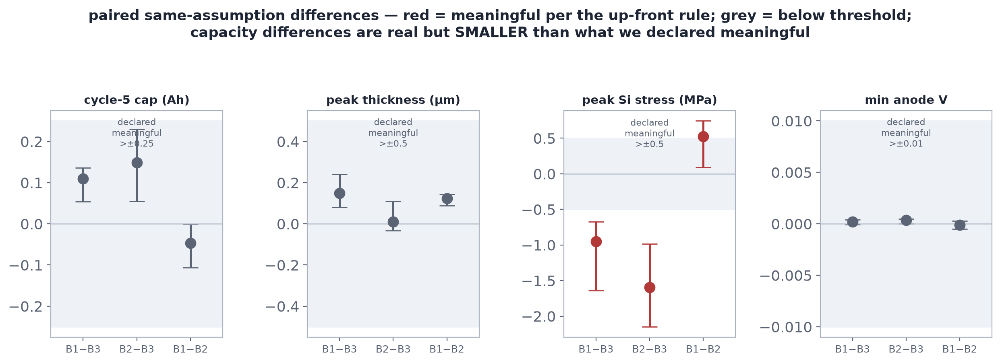 paired same-assumption differences — red = meaningful per the up-front rule; grey = below threshold;
capacity differences are real but SMALLER than what we declared meaningful
cycle-5 cap (Ah)
declared
meaningful
>±0.25
0.2
0.1
0.0
−0.1
−0.2
B1−B3
B2−B3
B1−B2
peak thickness (µm)
declared
meaningful
>±0.5
0.4
0.2
0.0
−0.2
−0.4
B1−B3
B2−B3
B1−B2
peak Si stress (MPa)
declared
meaningful
>±0.5
0.5
0.0
−0.5
−1.0
−1.5
−2.0
B1−B3
B2−B3
B1−B2
min anode V
declared
meaningful
>±0.01
0.010
0.005
0.000
−0.005
−0.010
B1−B3
B2−B3
B1−B2